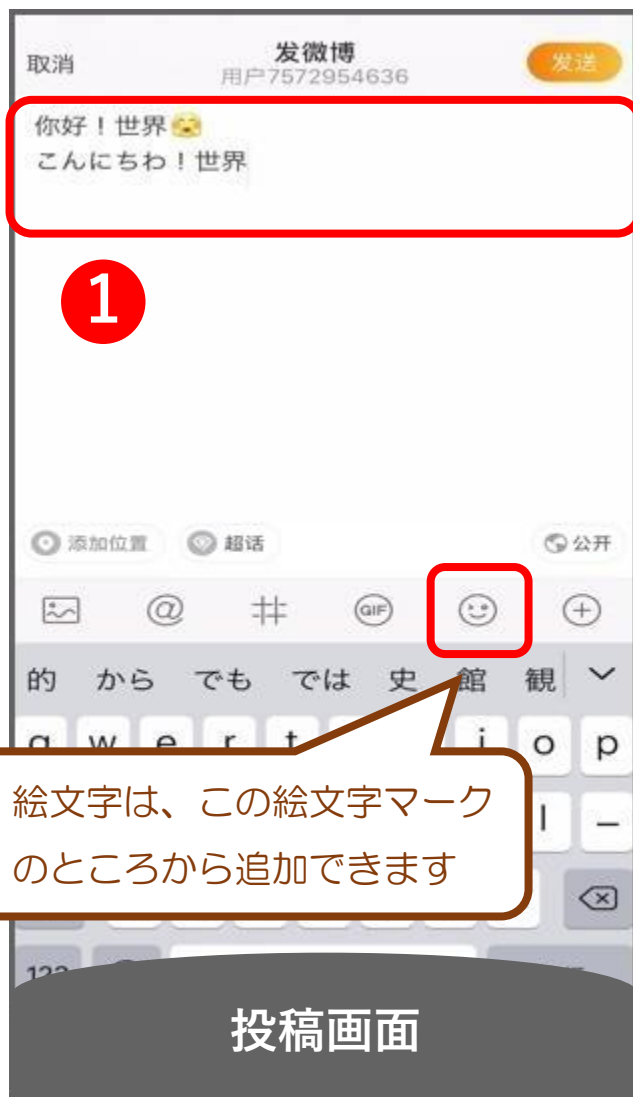 取消
发微博
发送
用户7572954636
你好！世界
こんにちわ！世界
1
添加位置
超话
公开
@
GIF
的 から でも では 史 館 観
q w e r t i o p
絵文字は、この絵文字マーク
のところから追加できます
l –
123
投稿画面